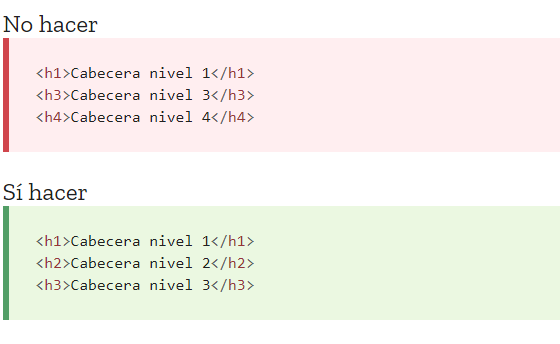 No hacer
<h1>Cabecera nivel 1</h1>
<h3>Cabecera nivel 3</h3>
<h4>Cabecera nivel 4</h4>
Sí hacer
<h1>Cabecera nivel 1</h1>
<h2>Cabecera nivel 2</h2>
<h3>Cabecera nivel 3</h3>